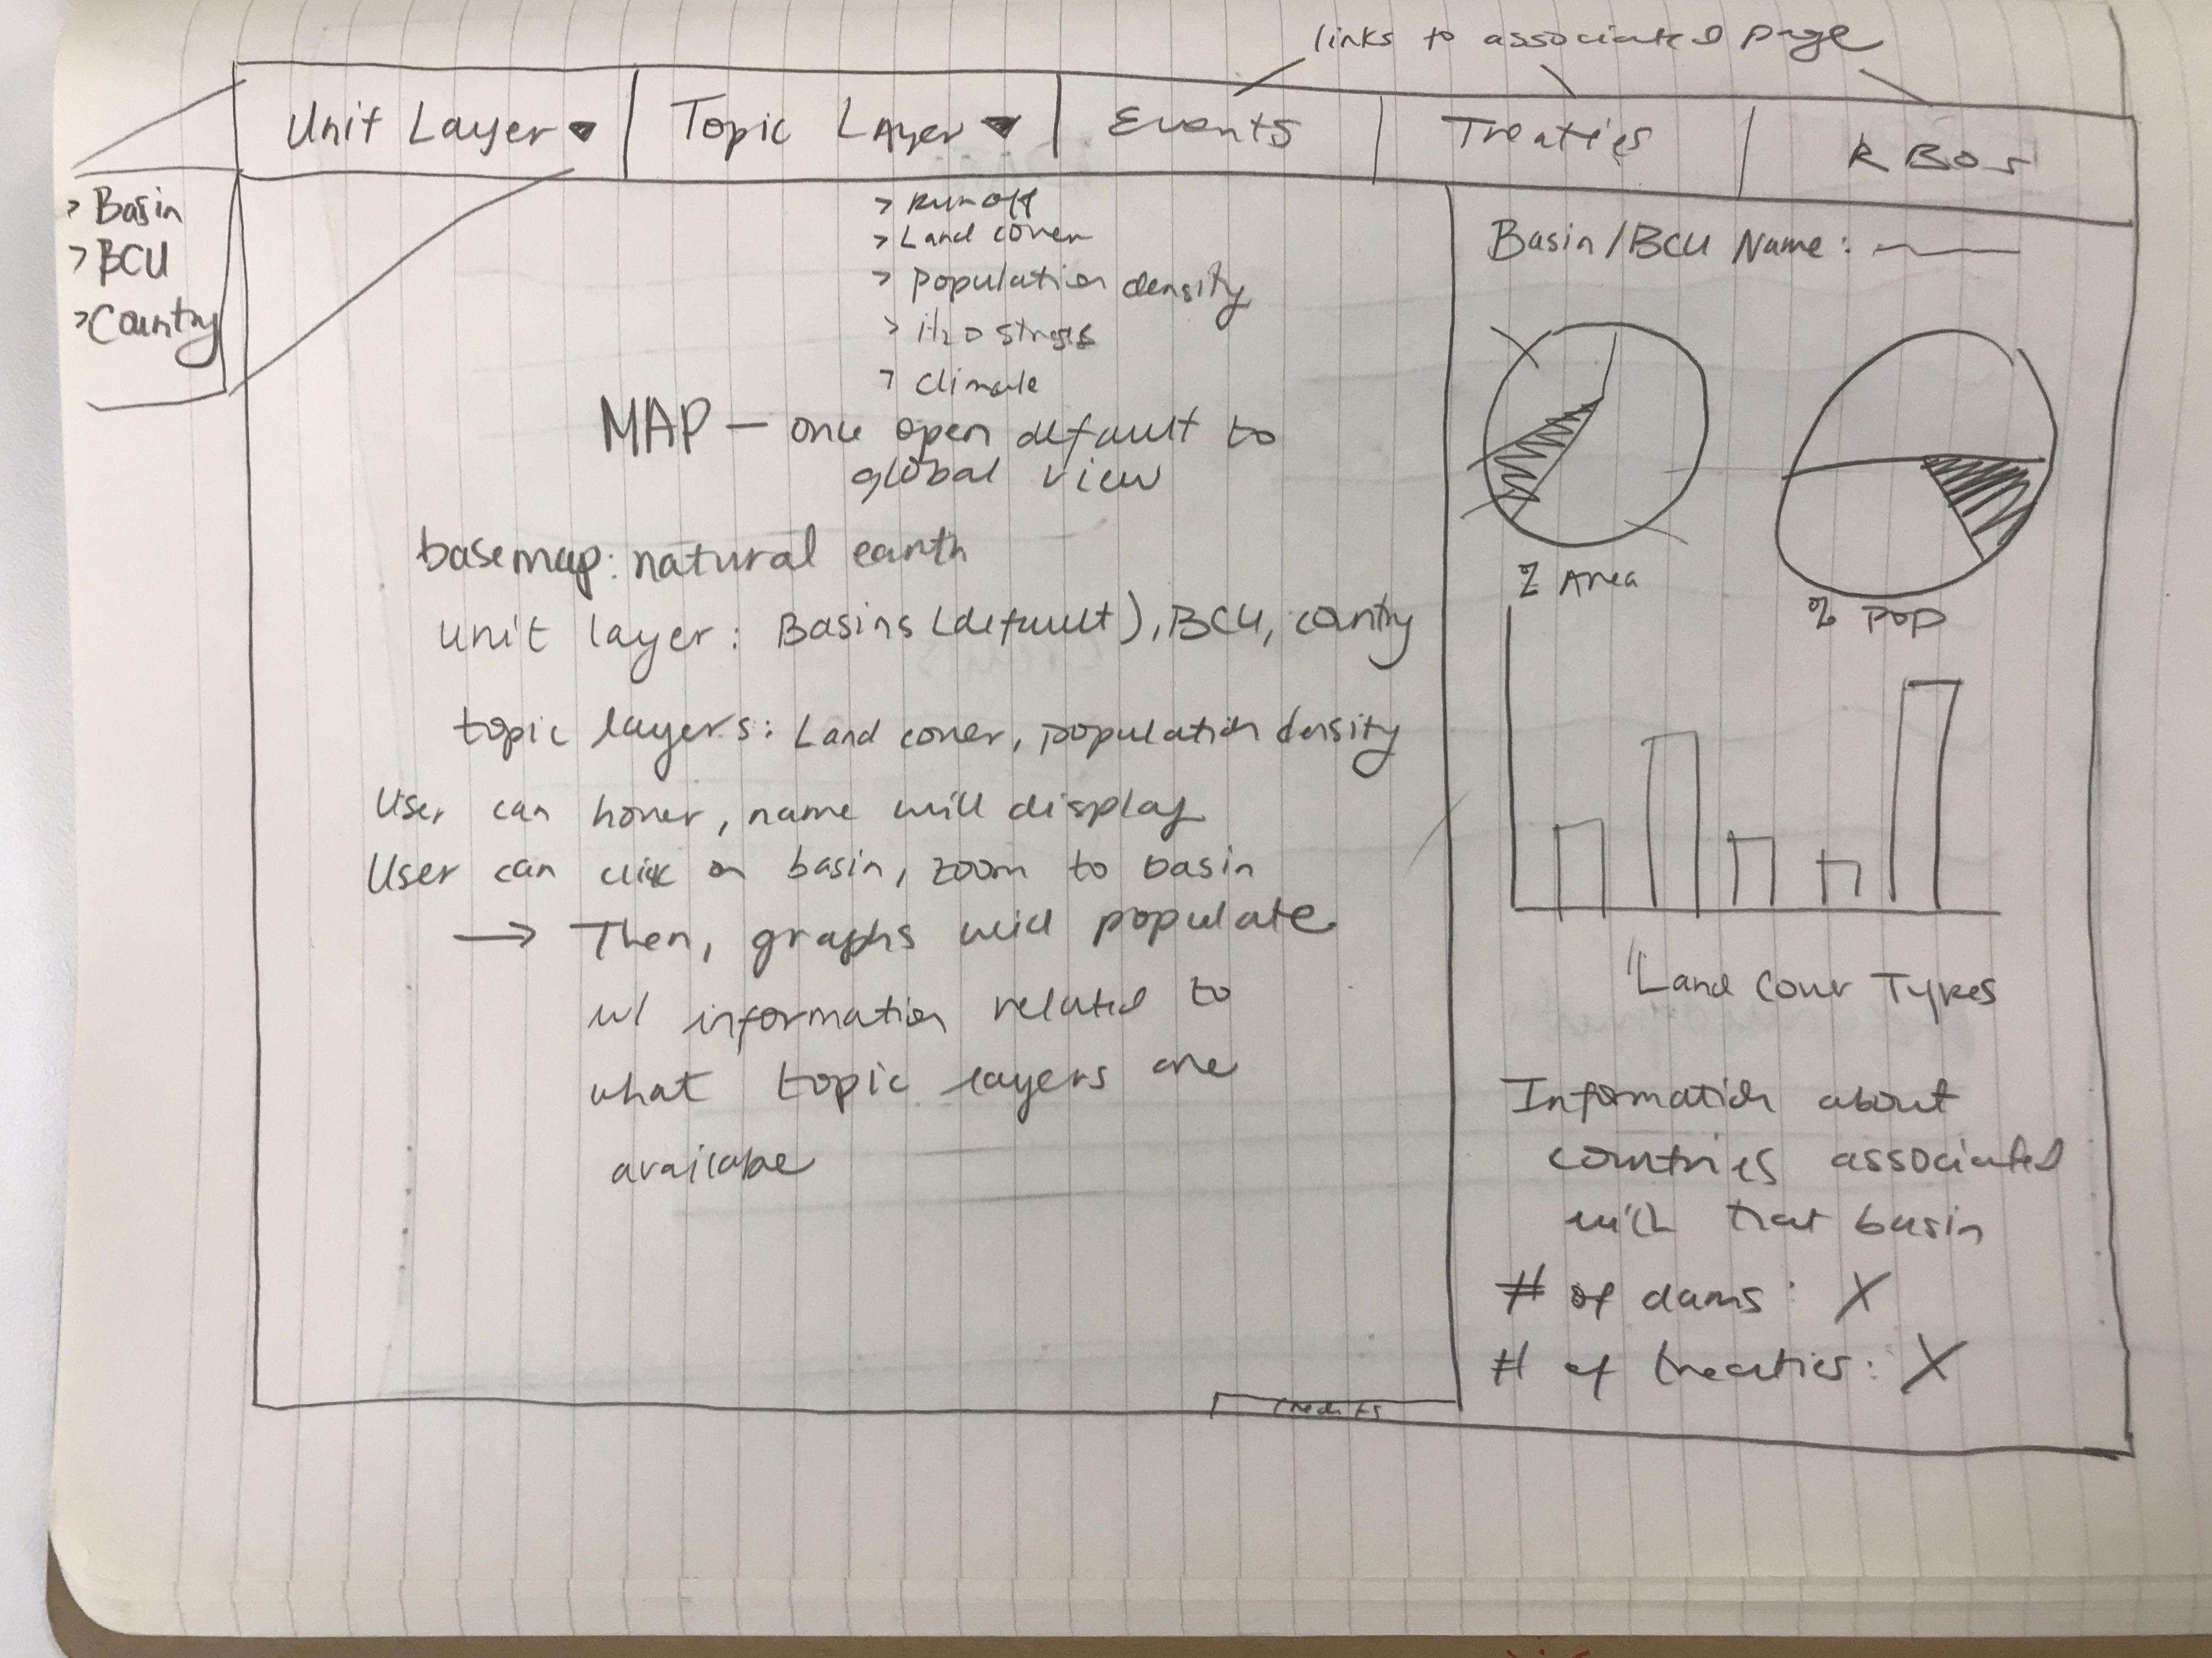 links to associated page
Unit Layer ▾
Topic Layer ▾
Events
Treaties
RBOs
> Basin
> BCU
> Country
> Runoff
> Land cover
> population density
> H2O stress
> climate
MAP — once open default to
global view
basemap: natural earth
unit layer: Basins (default), BCU, country
topic layers: Land cover, population density
User can hover, name will display
User can click on basin, zoom to basin
→ Then, graphs will populate
w/ information related to
what topic layers are
available
credits
Basin/BCU Name:
% Area
% Pop
Land Cover Types
Information about
countries associated
with that basin
# of dams: X
# of treaties: X